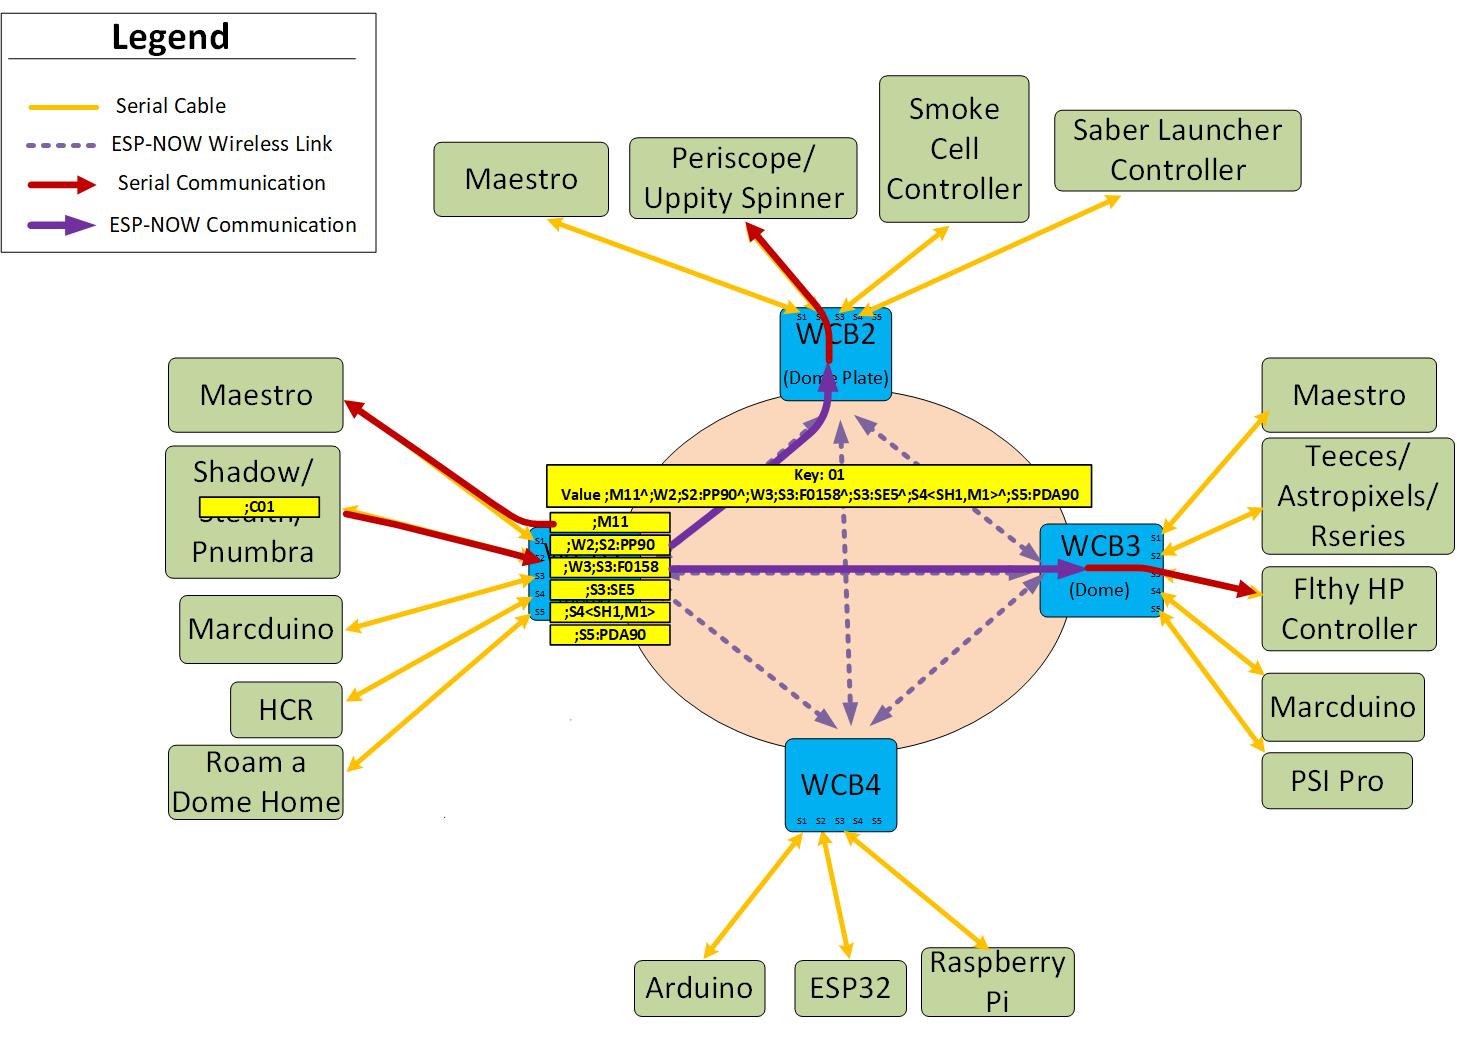 Legend
Serial Cable
ESP-NOW Wireless Link
Serial Communication
ESP-NOW Communication
Maestro
Periscope/
Uppity Spinner
Smoke
Cell
Controller
Saber Launcher
Controller
S1 S3 S4 S5
WCB2
(Dome Plate)
Maestro
Shadow/
;C01
Stealth/
Pnumbra
Marcduino
HCR
Roam a
Dome Home
Key: 01
Value ;M11^;W2;S2:PP90^;W3;S3:F0158^;S3:SE5^;S4<SH1,M1>^;S5:PDA90
S1
S2
S3
S4
S5
;M11
;W2;S2:PP90
;W3;S3:F0158
;S3:SE5
;S4<SH1,M1>
;S5:PDA90
WCB3
(Dome)
S1
S2
S4
S5
Maestro
Teeces/
Astropixels/
Rseries
Flthy HP
Controller
Marcduino
PSI Pro
WCB4
S1 S2 S3 S4 S5
Arduino
ESP32
Raspberry
Pi